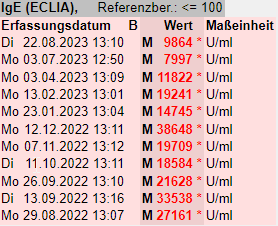 IgE (ECLIA), Referenzber.: <= 100
Erfassungsdatum B Wert Maßeinheit
Di 22.08.2023 13:10 M 9864 * U/ml
Mo 03.07.2023 12:50 M 7997 * U/ml
Mo 03.04.2023 13:09 M 11822 * U/ml
Mo 13.02.2023 13:01 M 19241 * U/ml
Mo 23.01.2023 13:04 M 14745 * U/ml
Mo 12.12.2022 13:11 M 38648 * U/ml
Mo 07.11.2022 13:12 M 19709 * U/ml
Di 11.10.2022 13:11 M 18584 * U/ml
Mo 26.09.2022 13:10 M 21628 * U/ml
Di 13.09.2022 13:16 M 33538 * U/ml
Mo 29.08.2022 13:07 M 27161 * U/ml